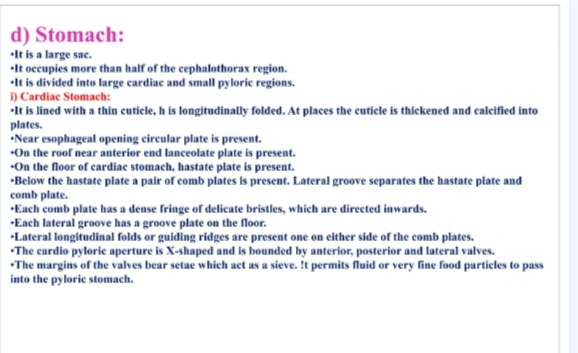 d) Stomach:
•It is a large sac.
•It occupies more than half of the cephalothorax region.
•It is divided into large cardiac and small pyloric regions.
i) Cardiac Stomach:
•It is lined with a thin cuticle, h is longitudinally folded. At places the cuticle is thickened and calcified into
plates.
•Near esophageal opening circular plate is present.
•On the roof near anterior end lanceolate plate is present.
•On the floor of cardiac stomach, hastate plate is present.
•Below the hastate plate a pair of comb plates is present. Lateral groove separates the hastate plate and
comb plate.
•Each comb plate has a dense fringe of delicate bristles, which are directed inwards.
•Each lateral groove has a groove plate on the floor.
•Lateral longitudinal folds or guiding ridges are present one on either side of the comb plates.
•The cardio pyloric aperture is X-shaped and is bounded by anterior, posterior and lateral valves.
•The margins of the valves bear setae which act as a sieve. !t permits fluid or very fine food particles to pass
into the pyloric stomach.